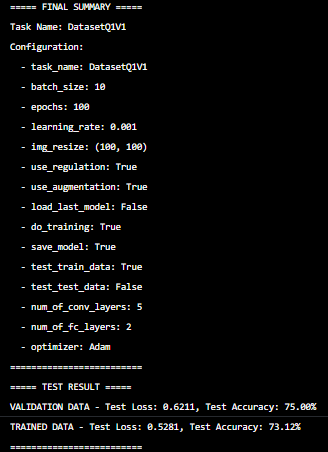 ===== FINAL SUMMARY =====
Task Name: DatasetQ1V1
Configuration:
- task_name: DatasetQ1V1
- batch_size: 10
- epochs: 100
- learning_rate: 0.001
- img_resize: (100, 100)
- use_regulation: True
- use_augmentation: True
- load_last_model: False
- do_training: True
- save_model: True
- test_train_data: True
- test_test_data: False
- num_of_conv_layers: 5
- num_of_fc_layers: 2
- optimizer: Adam
=========================
===== TEST RESULT =====
VALIDATION DATA - Test Loss: 0.6211, Test Accuracy: 75.00%
TRAINED DATA - Test Loss: 0.5281, Test Accuracy: 73.12%
=========================